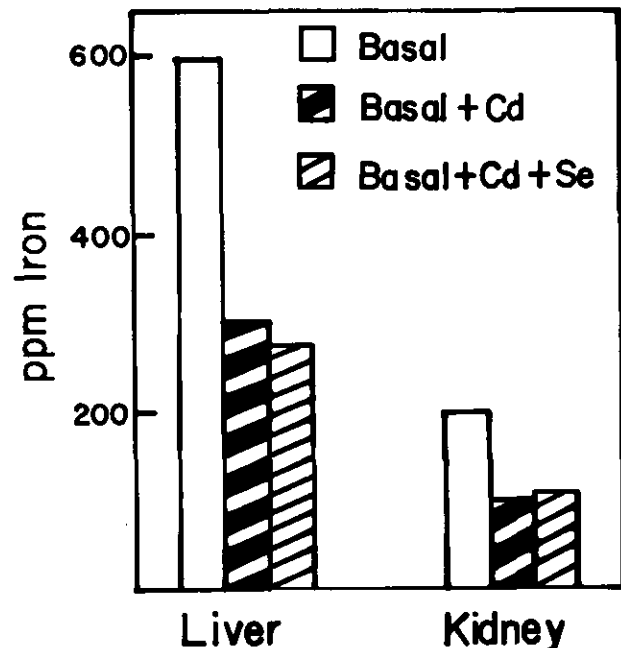 600
400
200
ppm Iron
Basal
Basal + Cd
Basal+Cd+Se
Liver
Kidney